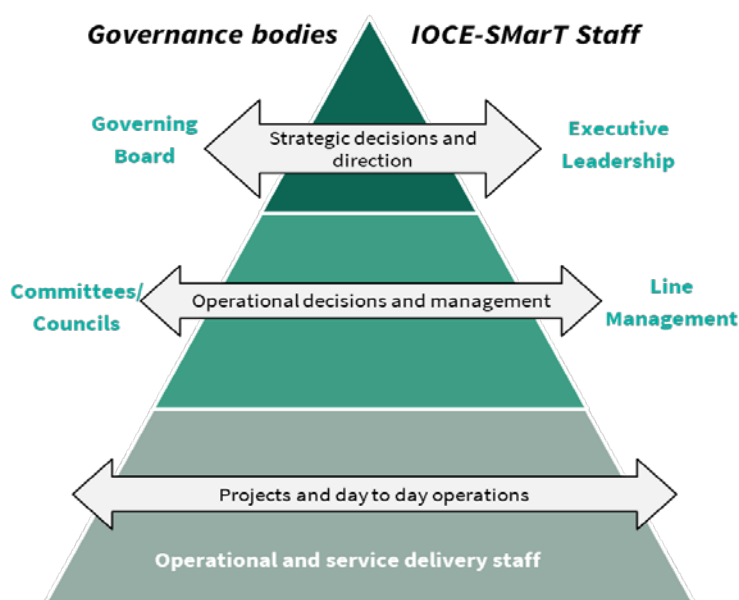 Governance bodies
IOCE-SMarT Staff
Governing
Board
Strategic decisions and
direction
Executive
Leadership
Committees/
Councils
Operational decisions and management
Line
Management
Projects and day to day operations
Operational and service delivery staff